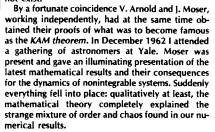 By a fortunate coincidence V. Arnold and J. Moser,
working independently, had at the same time ob-
tained their proofs of what was to become famous
as the KAM theorem. In December 1962 I attended
a gathering of astronomers at Yale. Moser was
present and gave an illuminating presentation of the
latest mathematical results and their consequences
for the dynamics of nonintegrable systems. Suddenly
everything fell into place: qualitatively at least, the
mathematical theory completely explained the
strange mixture of order and chaos found in our nu-
merical results.